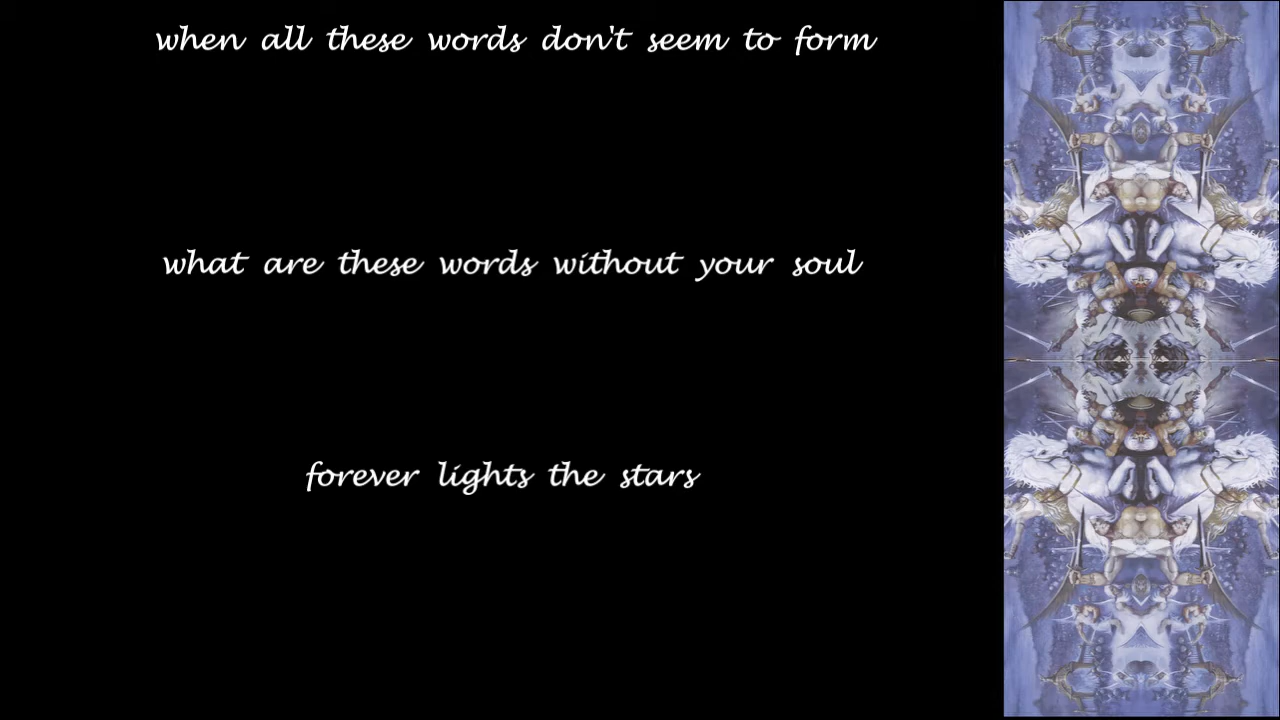 when all these words don't seem to form
what are these words without your soul
forever lights the stars